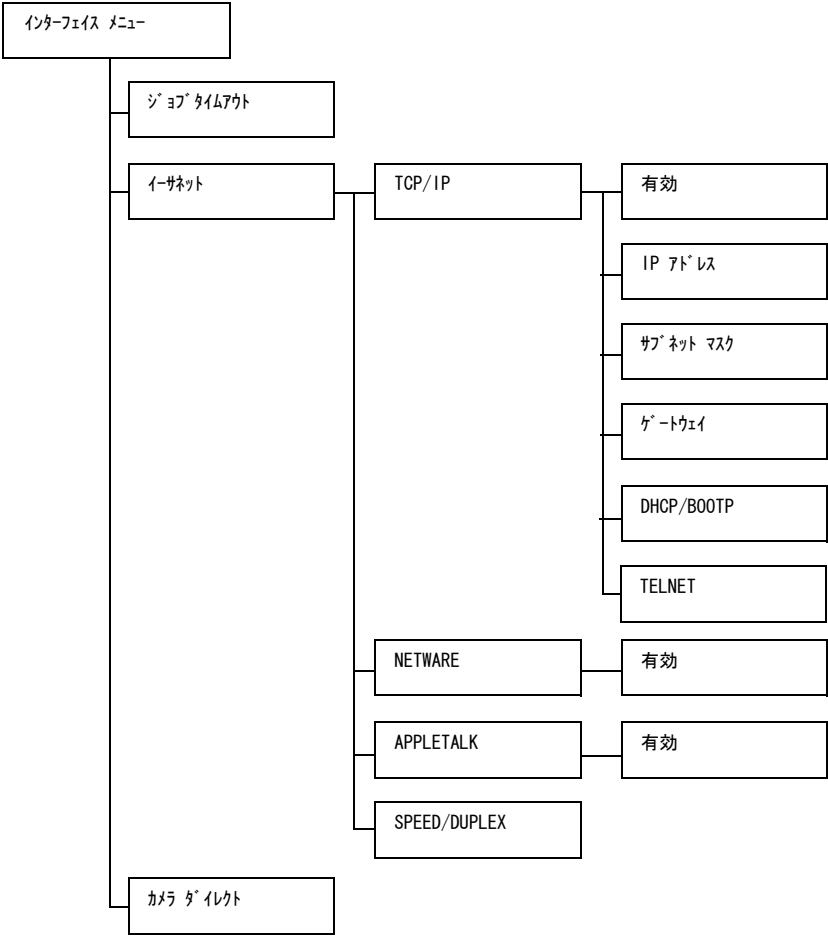 ｲﾝﾀｰﾌｪｲｽ ﾒﾆｭｰ
ｼﾞｮﾌﾞﾀｲﾑｱｳﾄ
ｲｰｻﾈｯﾄ
TCP/IP
有効
IP ｱﾄﾞﾚｽ
ｻﾌﾞﾈｯﾄ ﾏｽｸ
ｹﾞｰﾄｳｪｲ
DHCP/BOOTP
TELNET
NETWARE
有効
APPLETALK
有効
SPEED/DUPLEX
ｶﾒﾗ ﾀﾞｲﾚｸﾄ